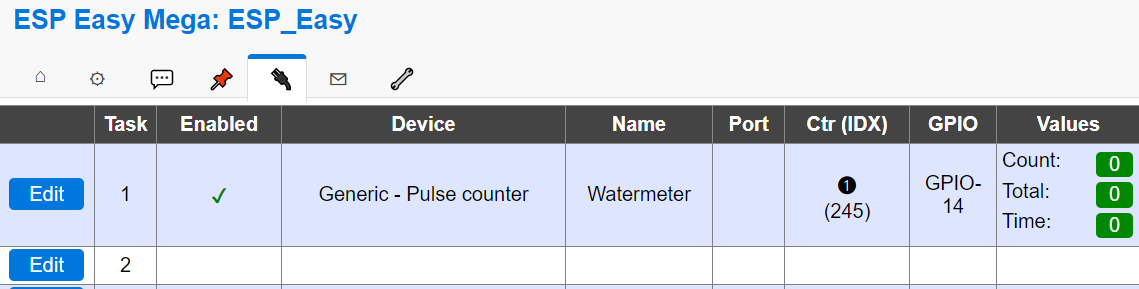 ESP Easy Mega: ESP_Easy
Task Enabled Device Name Port Ctr (IDX) GPIO Values
Edit 1 ✓ Generic - Pulse counter Watermeter ❶ (245) GPIO-14 Count: 0
Total: 0
Time: 0
Edit 2